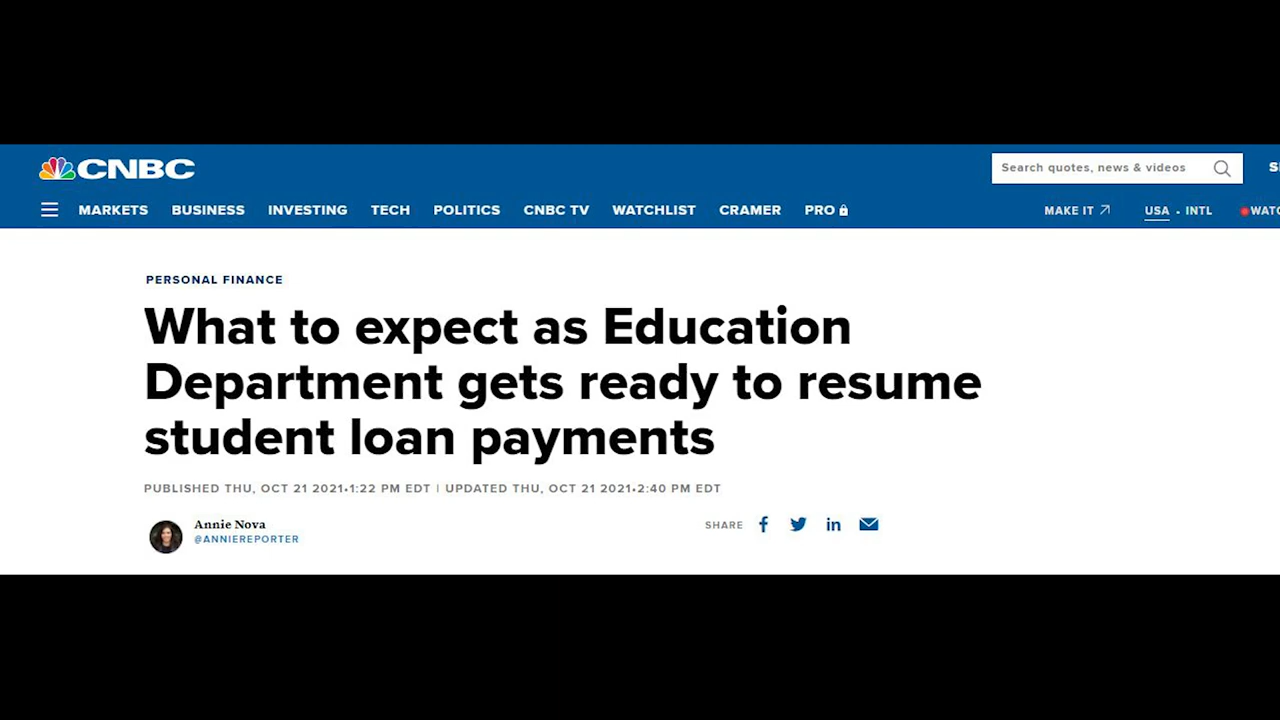 CNBC
Search quotes, news & videos
MARKETS BUSINESS INVESTING TECH POLITICS CNBC TV WATCHLIST CRAMER PRO MAKE IT USA • INTL
PERSONAL FINANCE
What to expect as Education
Department gets ready to resume
student loan payments
PUBLISHED THU, OCT 21 2021•1:22 PM EDT | UPDATED THU, OCT 21 2021•2:40 PM EDT
Annie Nova
@ANNIEREPORTER
SHARE